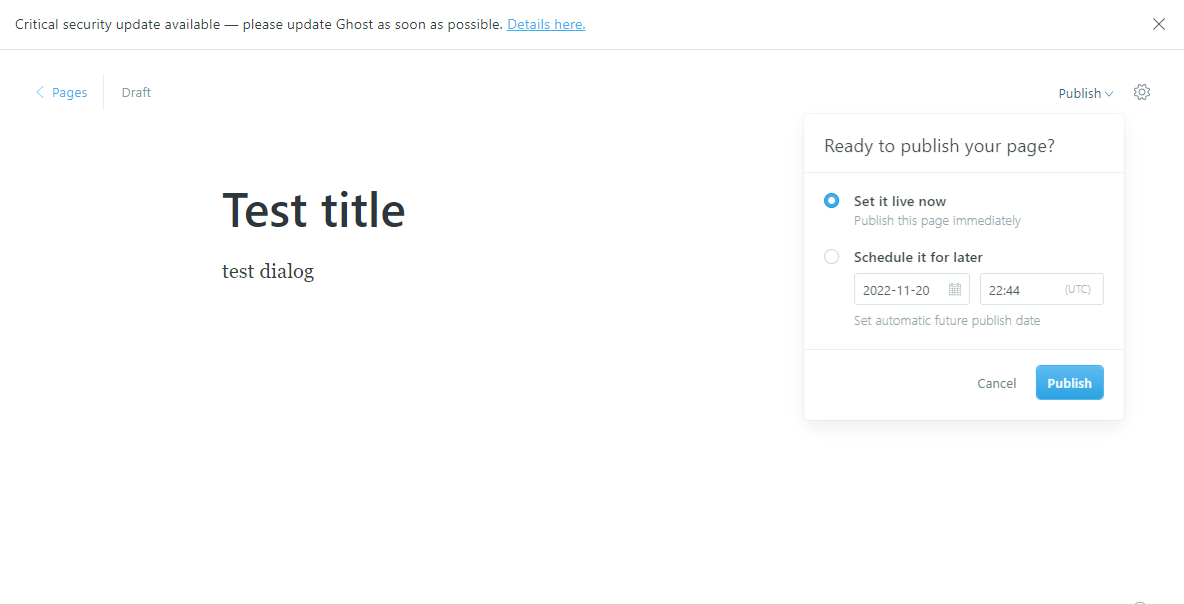 Critical security update available — please update Ghost as soon as possible. Details here.
Pages
Draft
Publish
Ready to publish your page?
Test title
Set it live now
Publish this page immediately
test dialog
Schedule it for later
2022-11-20
22:44
(UTC)
Set automatic future publish date
Cancel
Publish